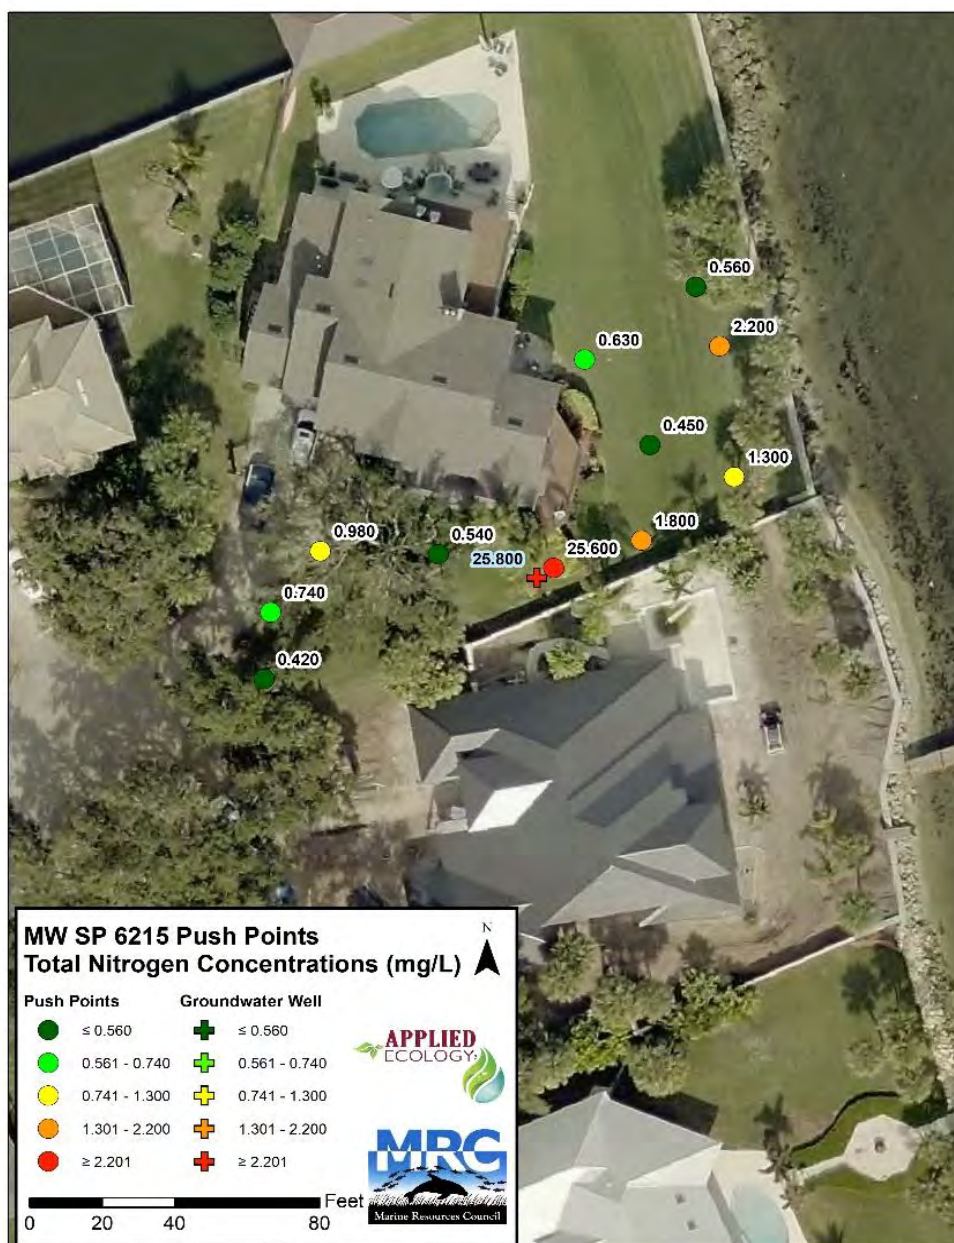 0.560
2.200
0.630
0.450
1.300
1.800
0.980
0.540
25.800
25.600
0.740
0.420
MW SP 6215 Push Points
Total Nitrogen Concentrations (mg/L)
N
Push Points Groundwater Well
≤ 0.560 ≤ 0.560
0.561 - 0.740 0.561 - 0.740
0.741 - 1.300 0.741 - 1.300
1.301 - 2.200 1.301 - 2.200
≥ 2.201 ≥ 2.201
APPLIED
ECOLOGY
MRC
Marine Resources Council
Feet
0 20 40 80